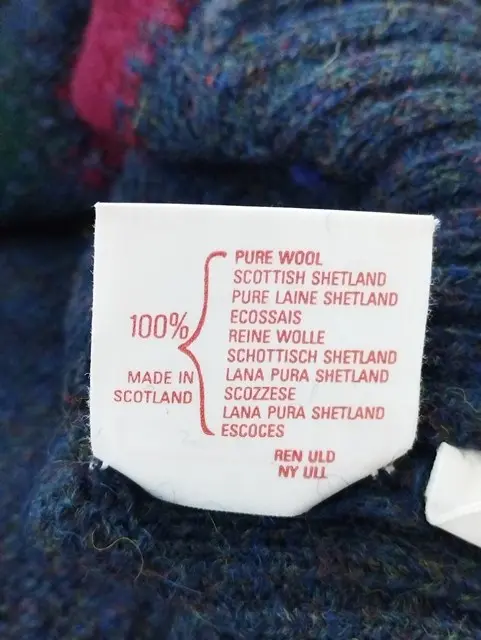 100%
MADE IN
SCOTLAND
PURE WOOL
SCOTTISH SHETLAND
PURE LAINE SHETLAND
ECOSSAIS
REINE WOLLE
SCHOTTISCH SHETLAND
LANA PURA SHETLAND
SCOZZESE
LANA PURA SHETLAND
ESCOCES
REN ULD
NY ULL